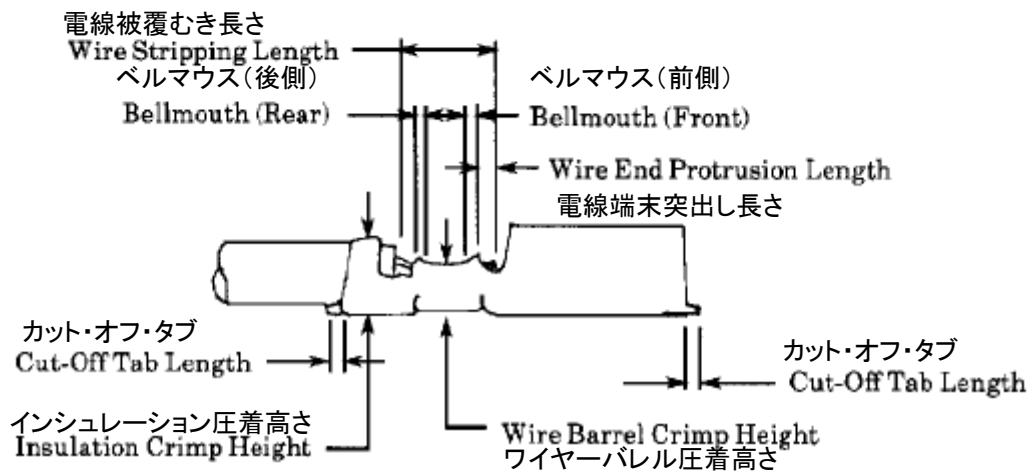 電線被覆むき長さ
Wire Stripping Length
ベルマウス(後側)
Bellmouth (Rear)
ベルマウス(前側)
Bellmouth (Front)
Wire End Protrusion Length
電線端末突出し長さ
カット・オフ・タブ
Cut-Off Tab Length
カット・オフ・タブ
Cut-Off Tab Length
インシュレーション圧着高さ
Insulation Crimp Height
Wire Barrel Crimp Height
ワイヤーバレル圧着高さ